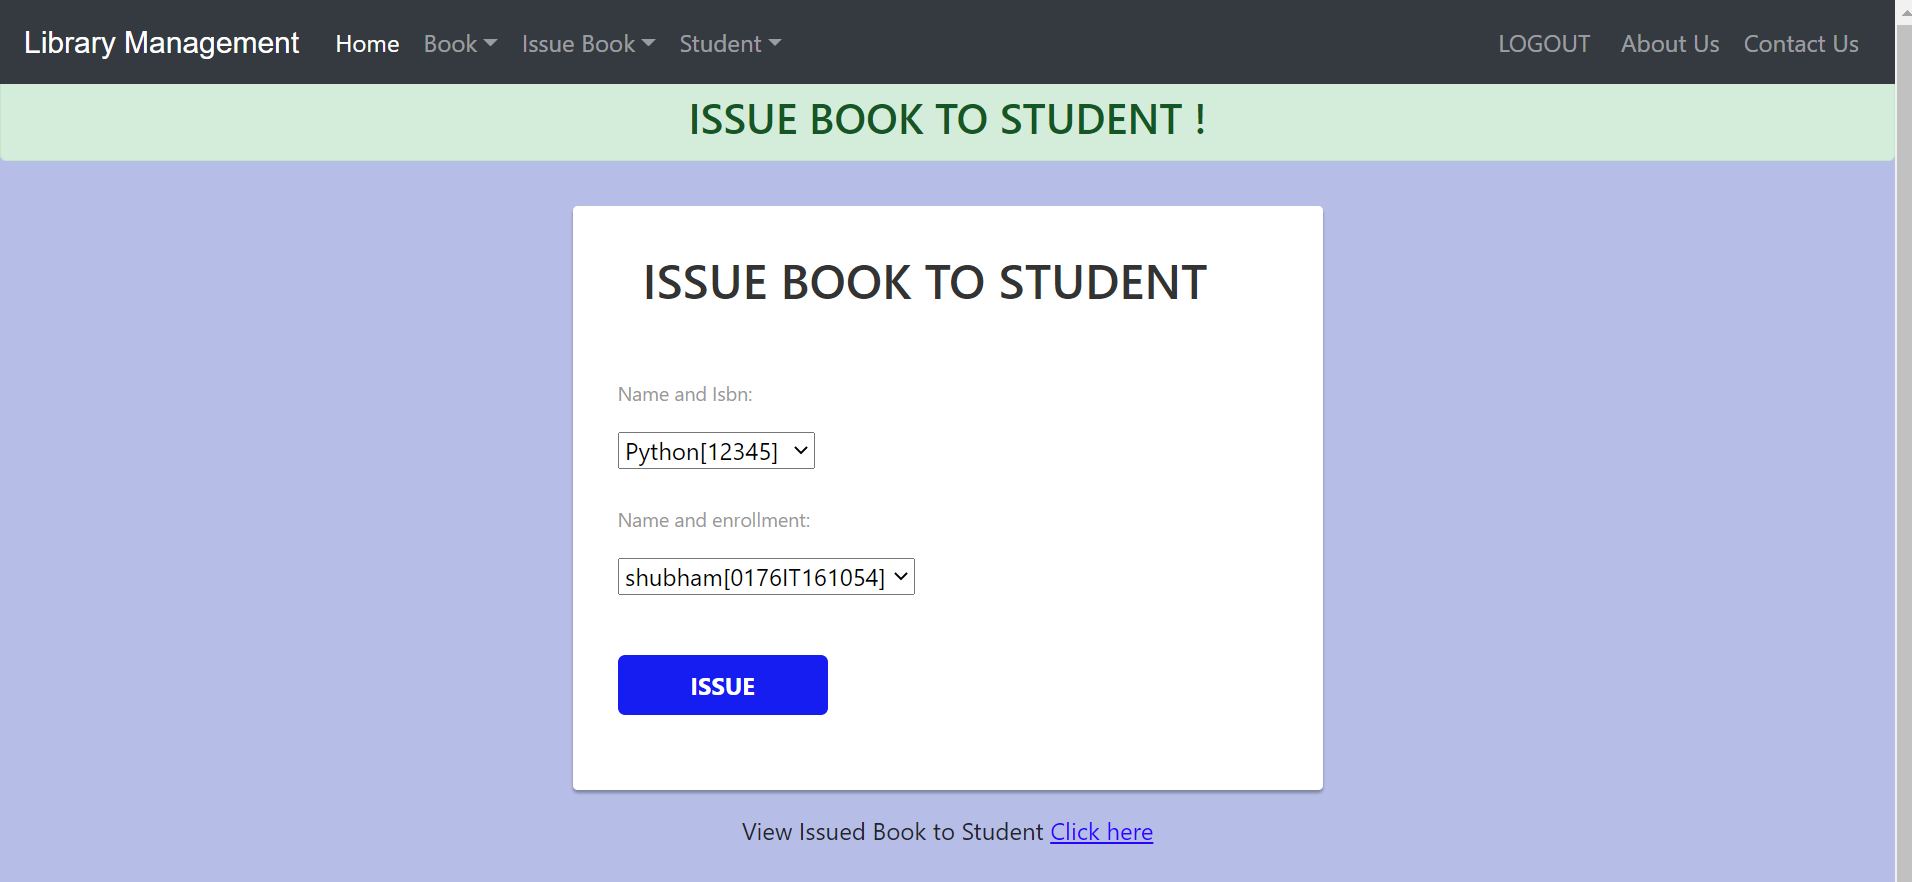 Library Management Home Book Issue Book Student LOGOUT About Us Contact Us
ISSUE BOOK TO STUDENT !
ISSUE BOOK TO STUDENT
Name and Isbn:
Python[12345]
Name and enrollment:
shubham[0176IT161054]
ISSUE
View Issued Book to Student Click here